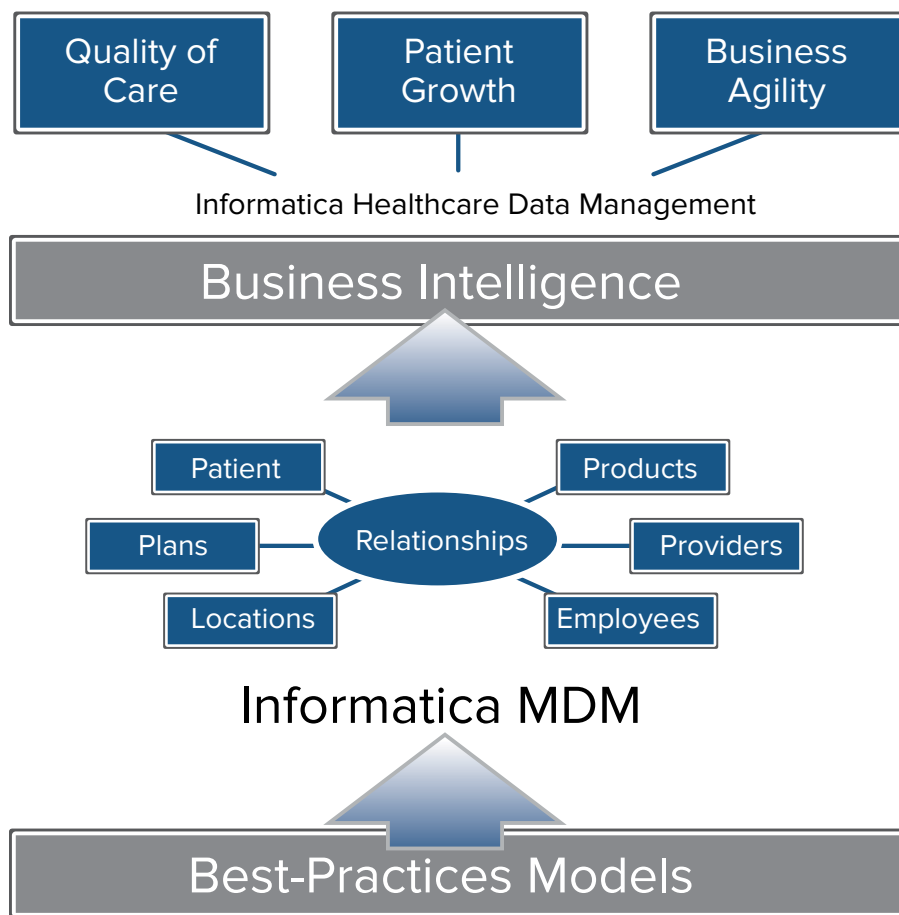 Quality of
Care
Patient
Growth
Business
Agility
Informatica Healthcare Data Management
Business Intelligence
Patient
Products
Plans
Relationships
Providers
Locations
Employees
Informatica MDM
Best-Practices Models